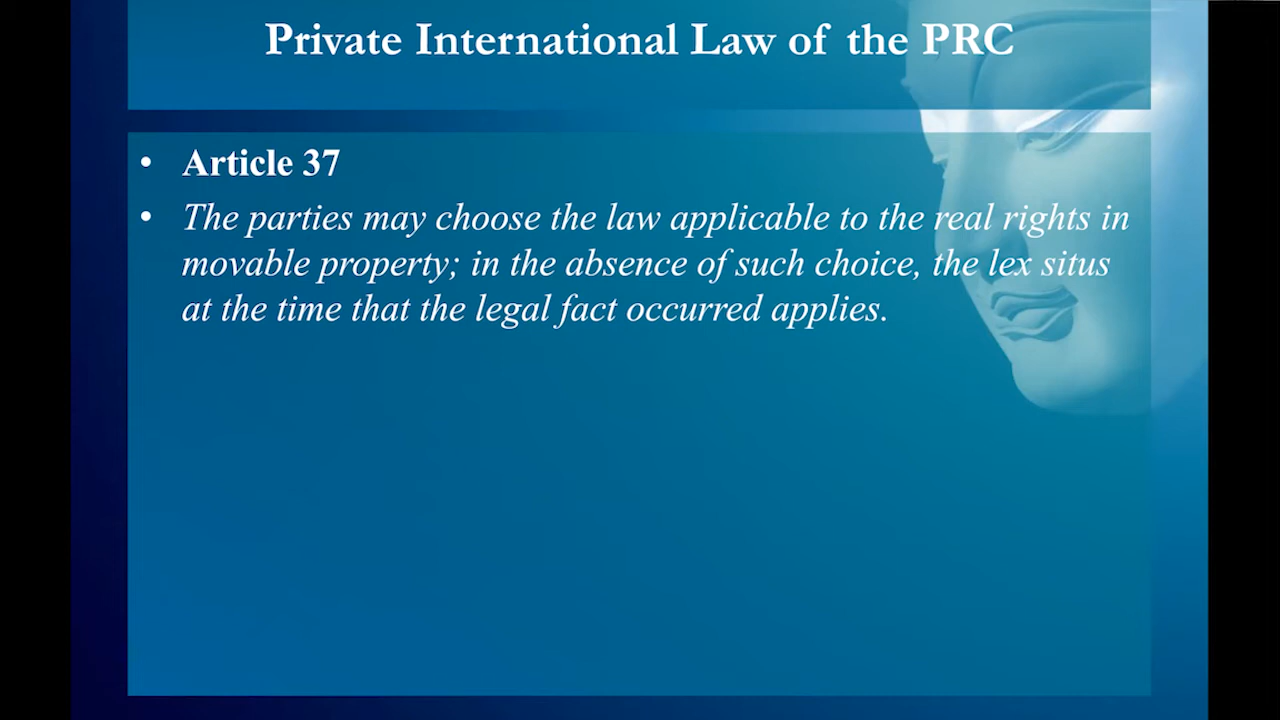 Private International Law of the PRC
• Article 37
• The parties may choose the law applicable to the real rights in
movable property; in the absence of such choice, the lex situs
at the time that the legal fact occurred applies.